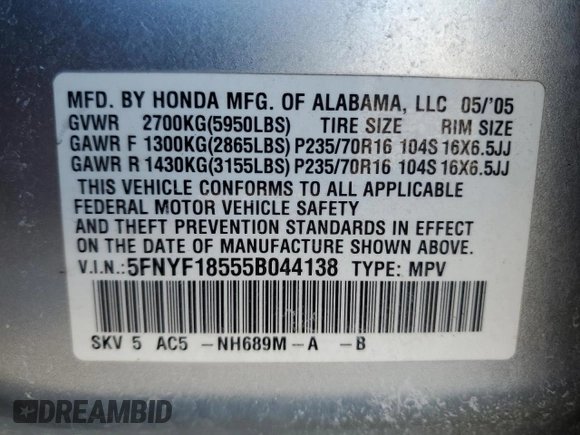 MFD. BY HONDA MFG. OF ALABAMA, LLC 05/'05
GVWR 2700KG(5950LBS) TIRE SIZE RIM SIZE
GAWR F 1300KG(2865LBS) P235/70R16 104S 16X6.5JJ
GAWR R 1430KG(3155LBS) P235/70R16 104S 16X6.5JJ
THIS VEHICLE CONFORMS TO ALL APPLICABLE
FEDERAL MOTOR VEHICLE SAFETY
AND THEFT PREVENTION STANDARDS IN EFFECT
ON THE DATE OF MANUFACTURE SHOWN ABOVE.
V.I.N.:5FNYF18555B044138 TYPE: MPV
SKV 5 AC5 -NH689M-A -B
DREAMBID